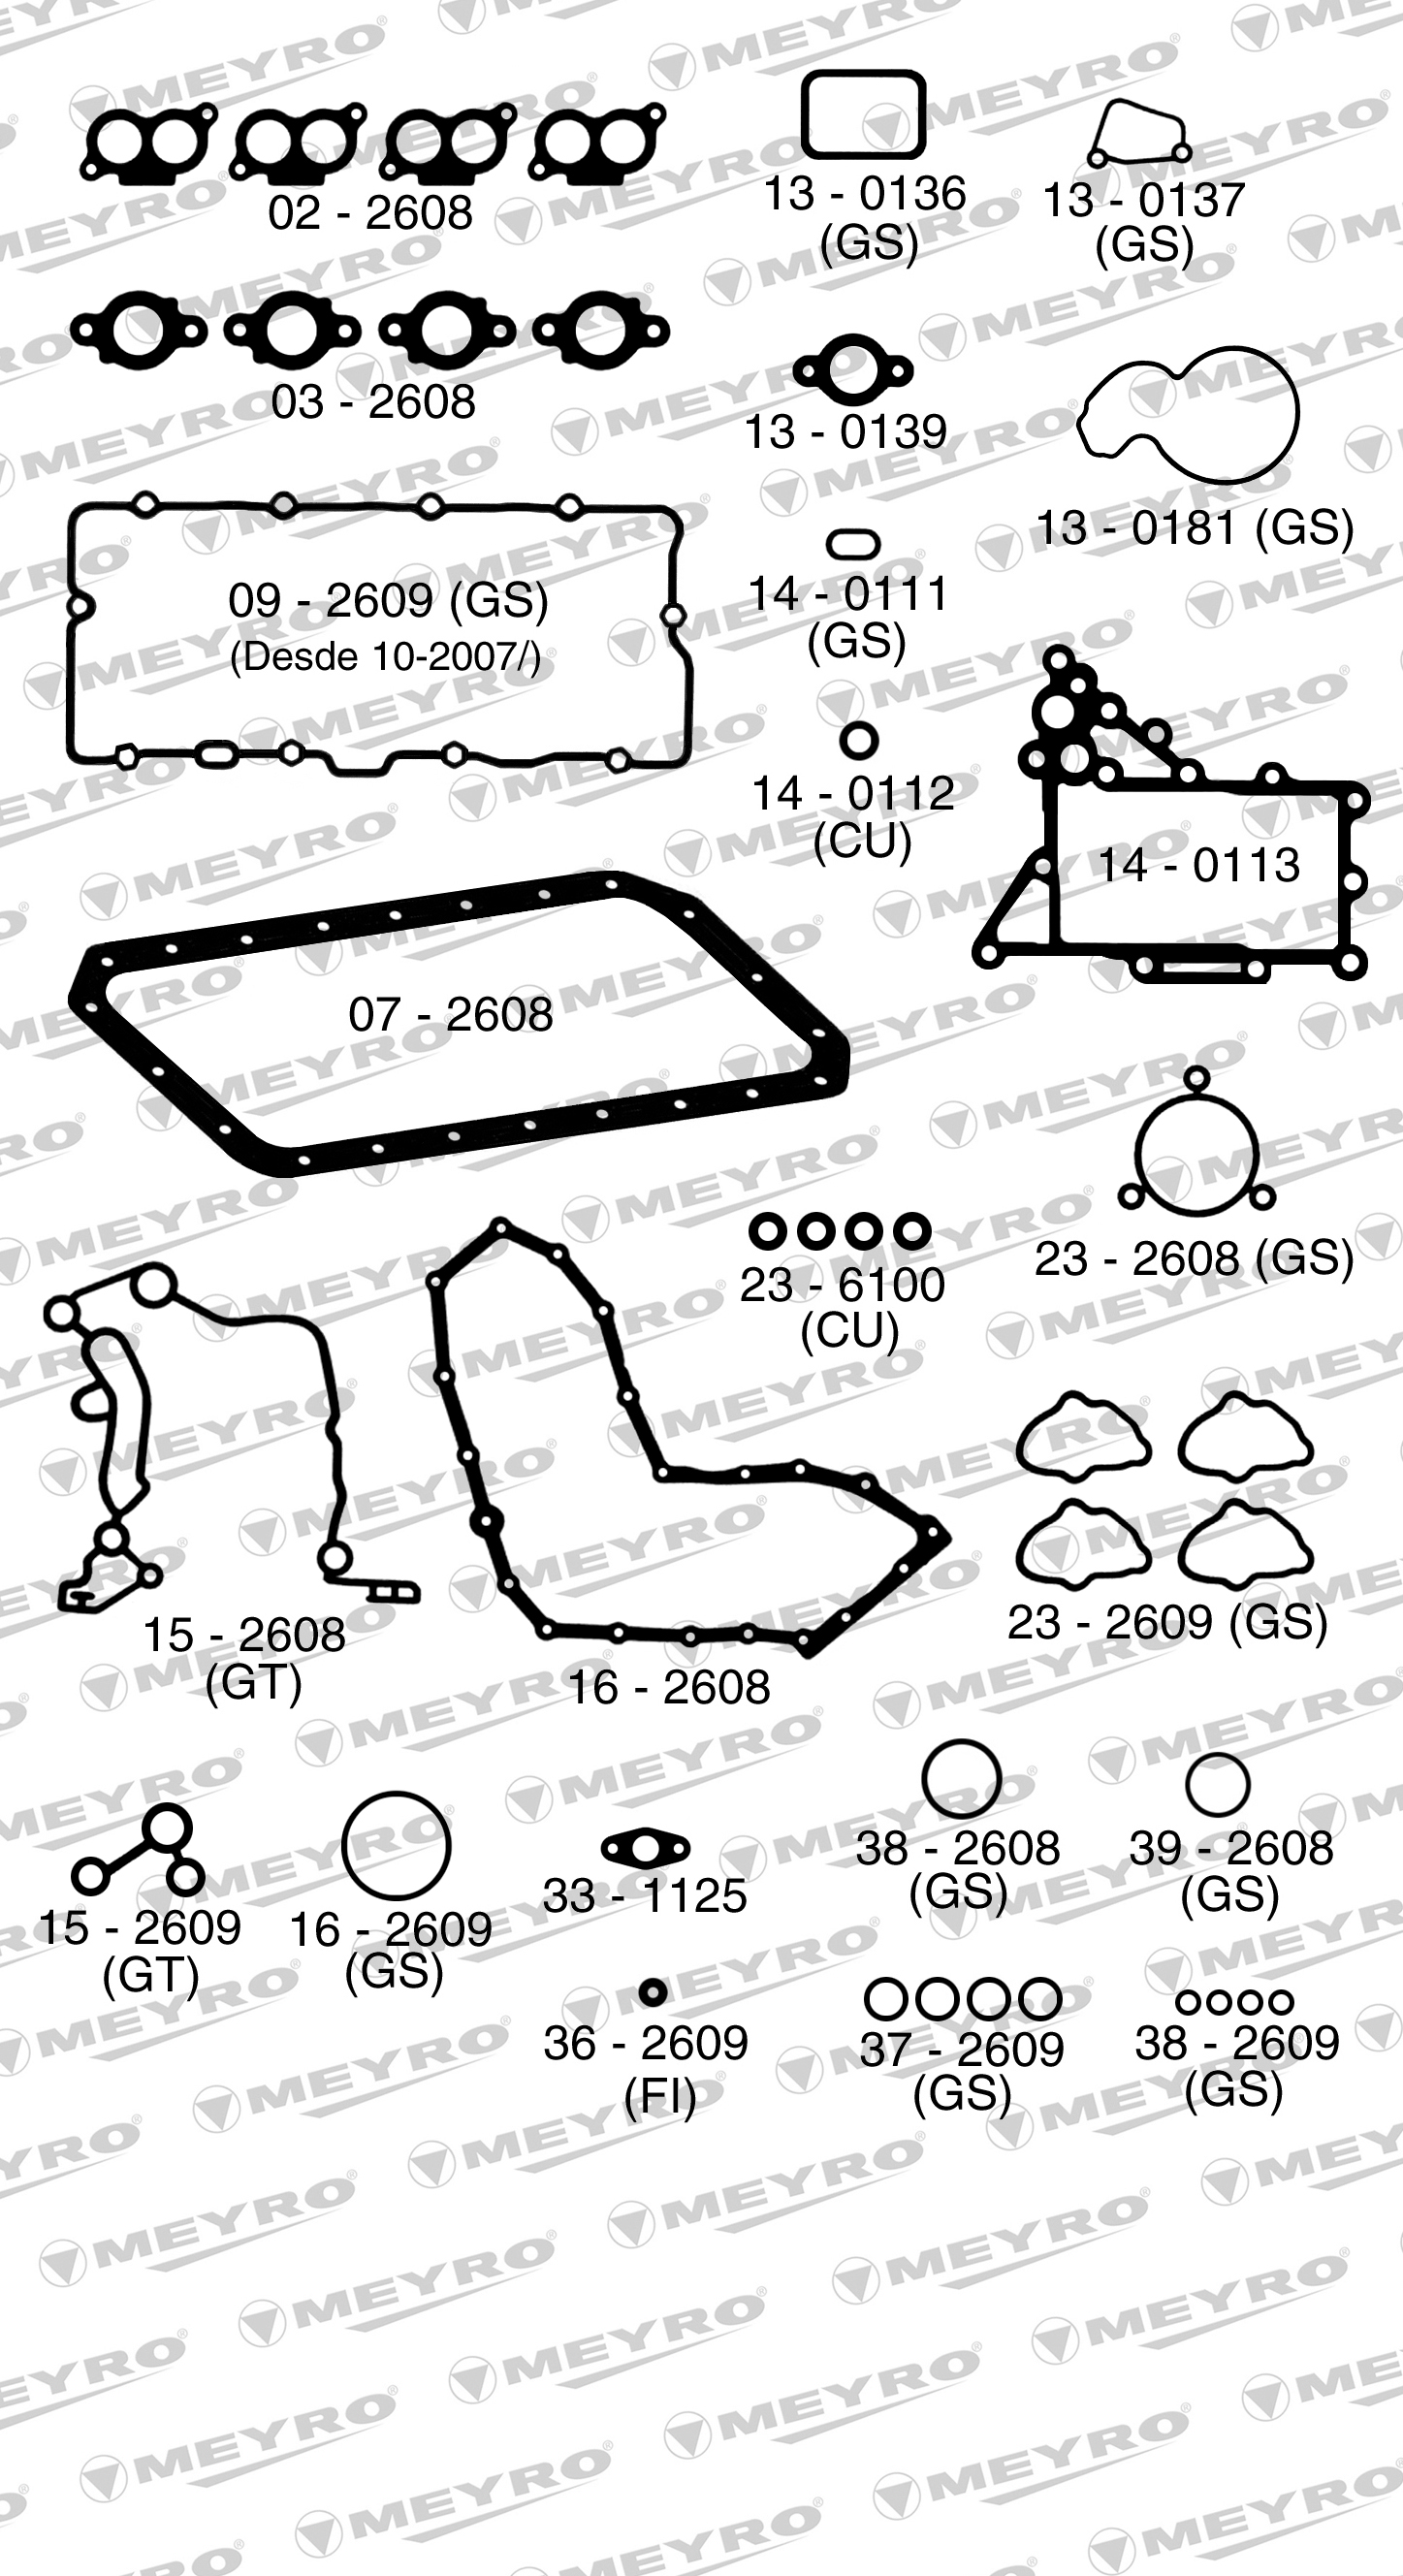 MEYRO
02 - 2608
13 - 0136
(GS)
13 - 0137
(GS)
03 - 2608
13 - 0139
13 - 0181 (GS)
09 - 2609 (GS)
(Desde 10-2007/)
14 - 0111
(GS)
14 - 0112
(CU)
14 - 0113
07 - 2608
23 - 6100
(CU)
23 - 2608 (GS)
23 - 2609 (GS)
15 - 2608
(GT)
16 - 2608
15 - 2609
(GT)
16 - 2609
(GS)
33 - 1125
38 - 2608
(GS)
39 - 2608
(GS)
36 - 2609
(FI)
37 - 2609
(GS)
38 - 2609
(GS)